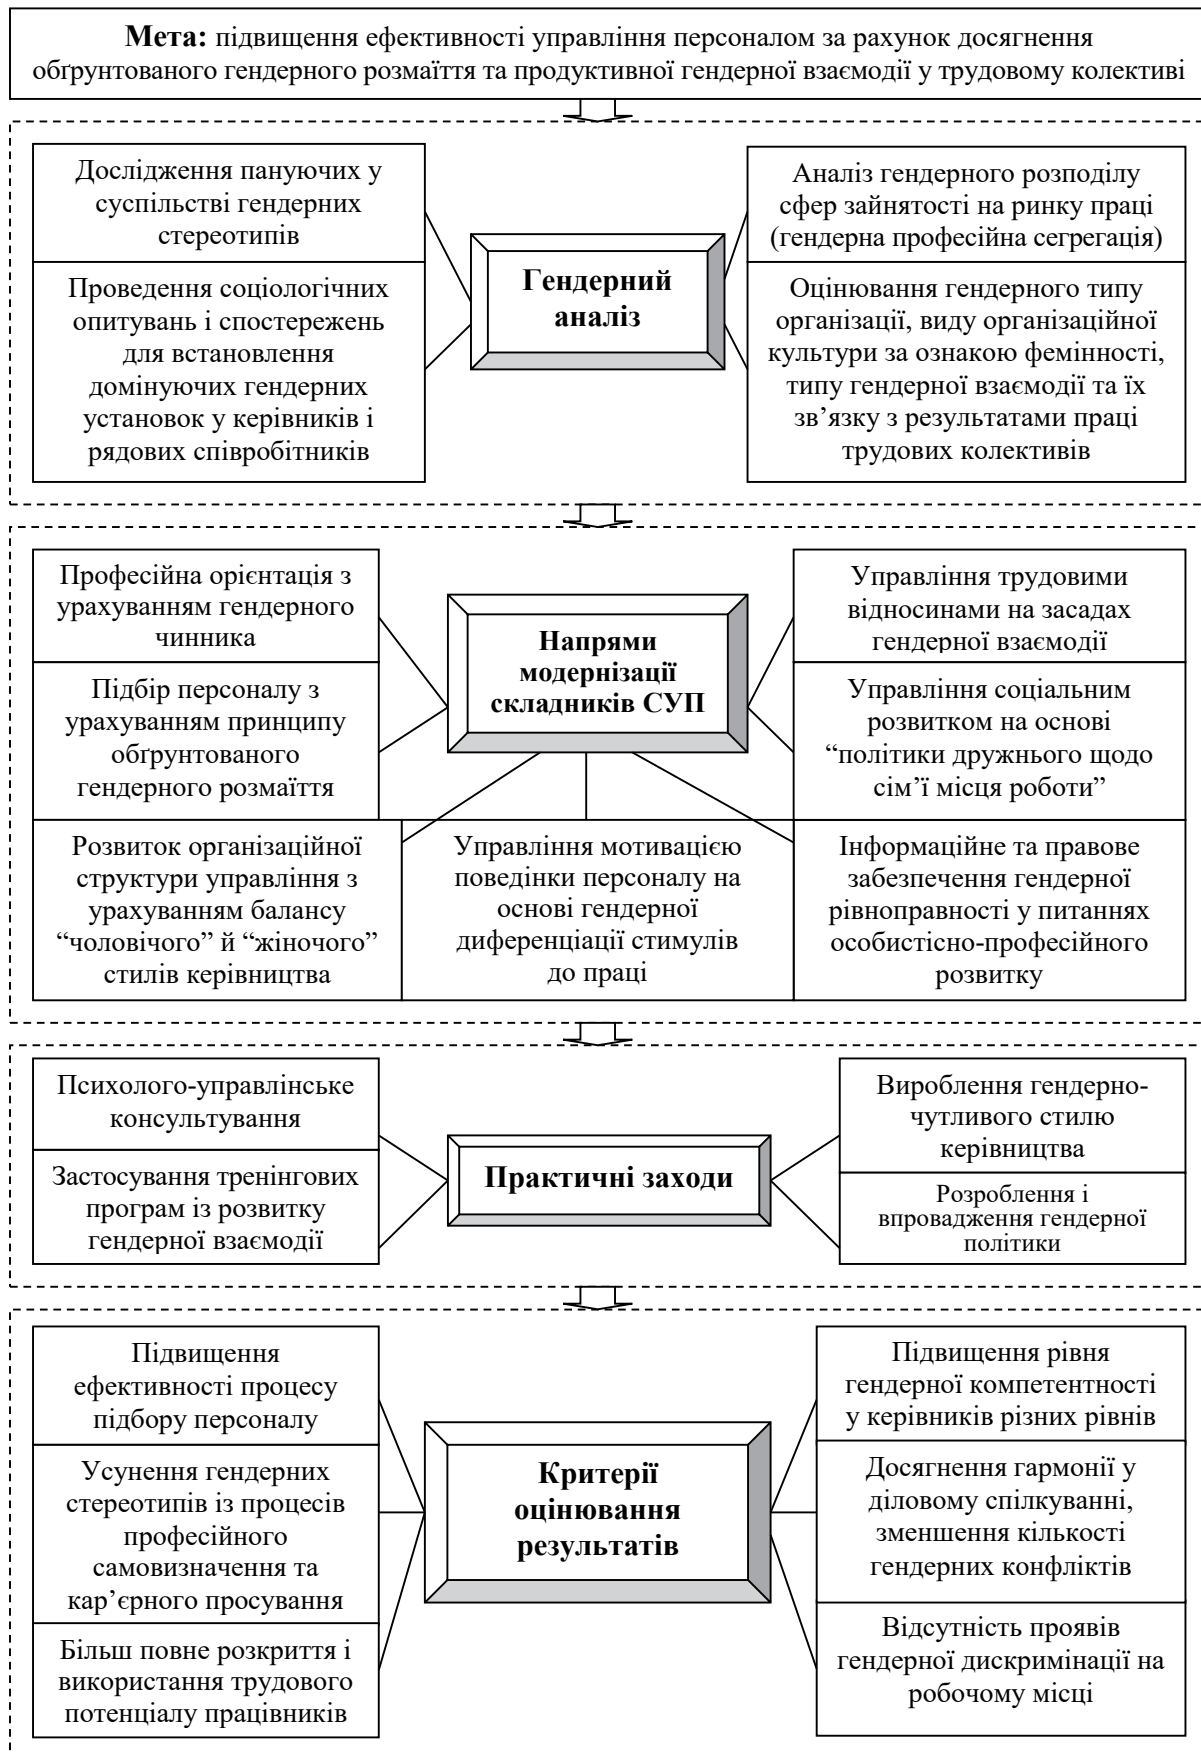 Мета: підвищення ефективності управління персоналом за рахунок досягнення
обґрунтованого гендерного розмаїття та продуктивної гендерної взаємодії у трудовому колективі
Дослідження пануючих у
суспільстві гендерних
стереотипів
Проведення соціологічних
опитувань і спостережень
для встановлення
домінуючих гендерних
установок у керівників і
рядових співробітників
Гендерний
аналіз
Аналіз гендерного розподілу
сфер зайнятості на ринку праці
(гендерна професійна сегрегація)
Оцінювання гендерного типу
організації, виду організаційної
культури за ознакою фемінності,
типу гендерної взаємодії та їх
зв’язку з результатами праці
трудових колективів
Професійна орієнтація з
урахуванням гендерного
чинника
Підбір персоналу з
урахуванням принципу
обґрунтованого
гендерного розмаїття
Напрями
модернізації
складників СУП
Управління трудовими
відносинами на засадах
гендерної взаємодії
Управління соціальним
розвитком на основі
“політики дружнього щодо
сім’ї місця роботи”
Розвиток організаційної
структури управління з
урахуванням балансу
“чоловічого” й “жіночого”
стилів керівництва
Управління мотивацією
поведінки персоналу на
основі гендерної
диференціації стимулів
до праці
Інформаційне та правове
забезпечення гендерної
рівноправності у питаннях
особистісно-професійного
розвитку
Психолого-управлінське
консультування
Застосування тренінгових
програм із розвитку
гендерної взаємодії
Практичні заходи
Вироблення гендерно-
чутливого стилю
керівництва
Розроблення і
впровадження гендерної
політики
Підвищення
ефективності процесу
підбору персоналу
Усунення гендерних
стереотипів із процесів
професійного
самовизначення та
кар’єрного просування
Більш повне розкриття і
використання трудового
потенціалу працівників
Критерії
оцінювання
результатів
Підвищення рівня
гендерної компетентності
у керівників різних рівнів
Досягнення гармонії у
діловому спілкуванні,
зменшення кількості
гендерних конфліктів
Відсутність проявів
гендерної дискримінації на
робочому місці